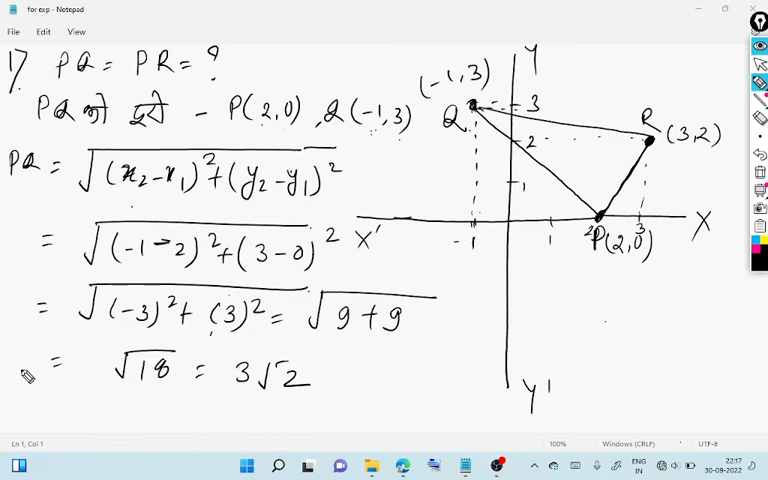 for exp - Notepad
File Edit View
17 PQ = PR = ?
PQ की दूरी - P(2,0), Q(-1,3)
PQ = √(x₂-x₁)²+(y₂-y₁)²
= √(-1-2)²+(3-0)²
= √(-3)²+(3)² = √9+9
= √18 = 3√2
Y
(-1,3)
3
Q
R
(3,2)
2
1
X'
-1
1
2
P(2,0)
3
X
Y'
Ln 1, Col 1 100% Windows (CRLF) UTF-8
ENG
IN
22:17
30-09-2022